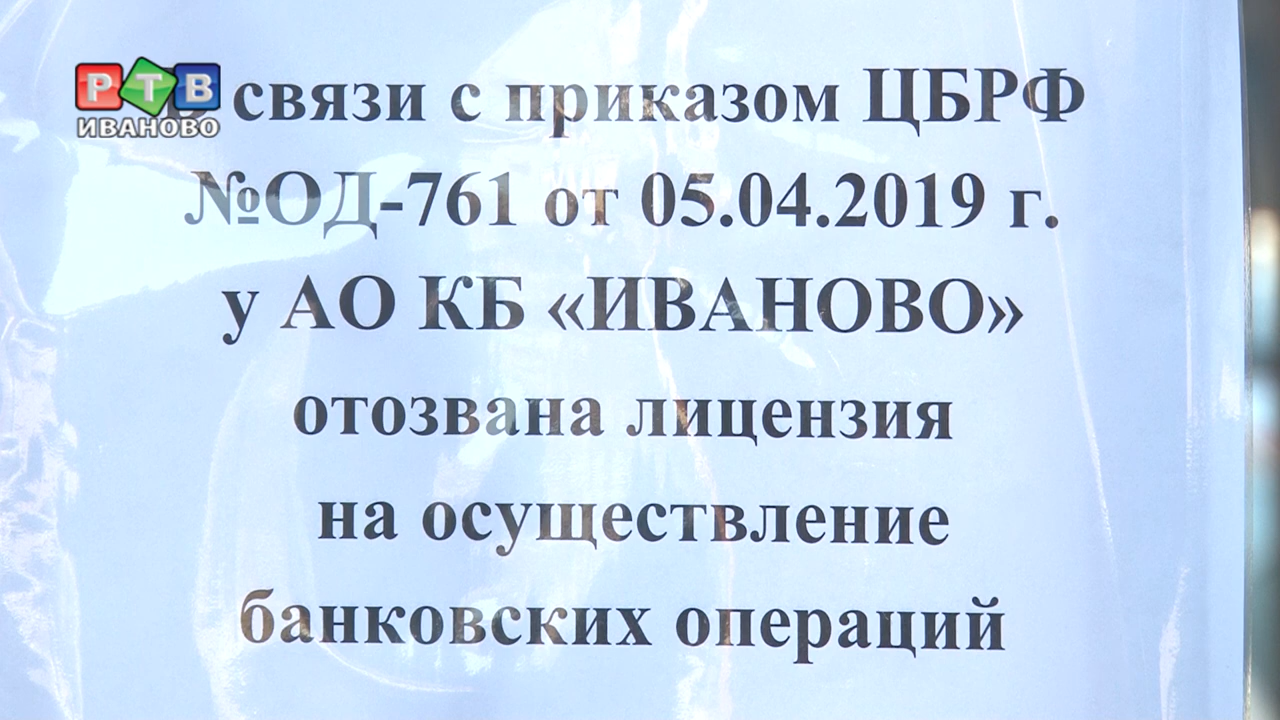 РТВ
ИВАНОВО
связи с приказом ЦБРФ
№ОД-761 от 05.04.2019 г.
у АО КБ «ИВАНОВО»
отозвана лицензия
на осуществление
банковских операций